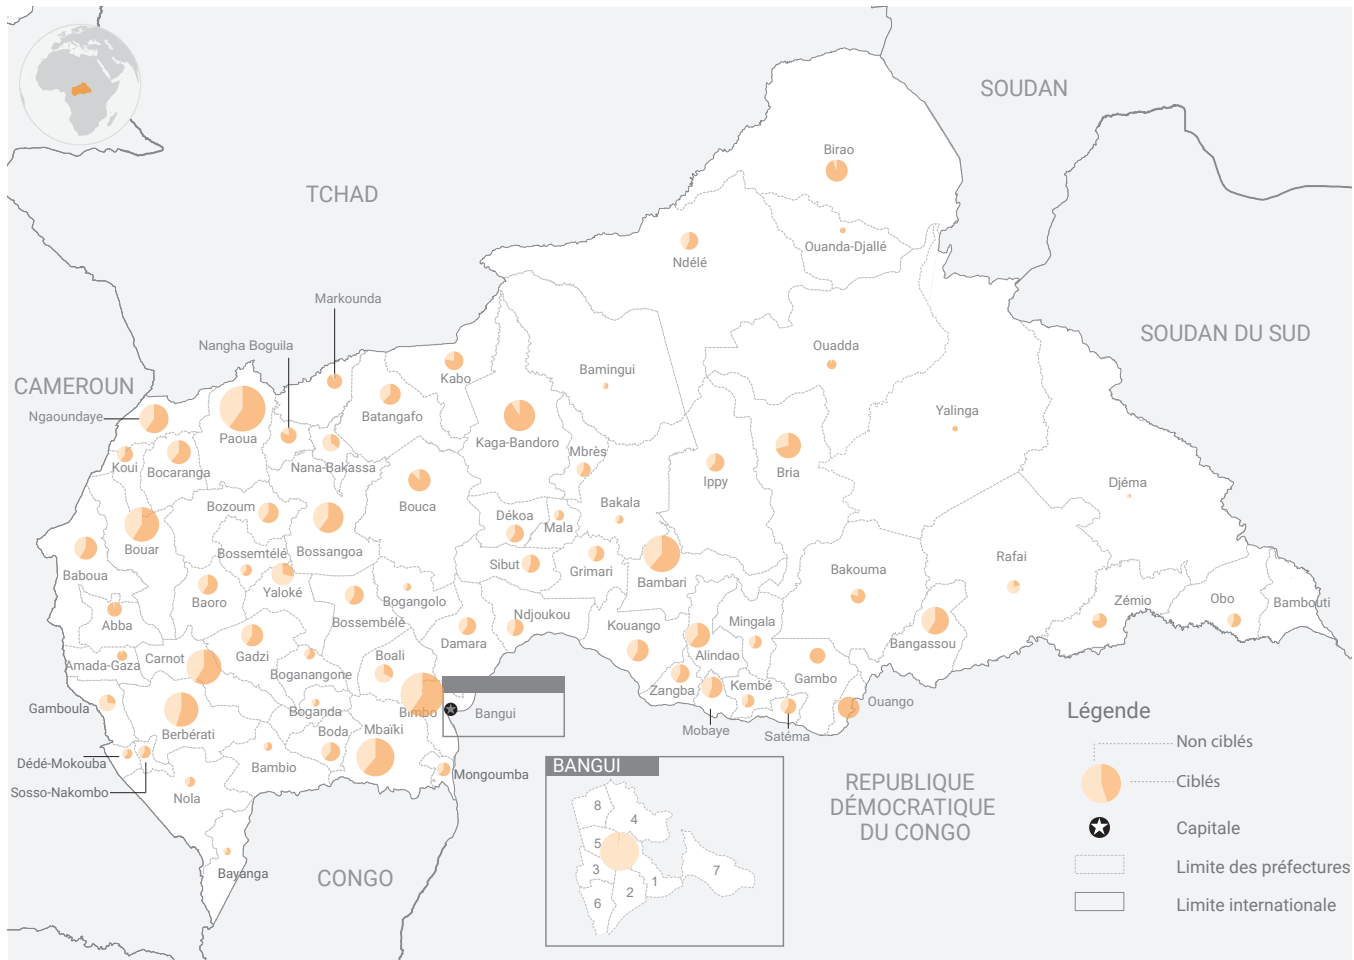 SOUDAN
TCHAD
SOUDAN DU SUD
CAMEROUN
Birao
Ouanda-Djallé
Ndélé
Markounda
Nangha Boguila
Kabo
Ouadda
Bamingui
Ngaoundaye
Batangafo
Yalinga
Paoua
Kaga-Bandoro
Mbrès
Koui
Bocaranga
Nana-Bakassa
Ippy
Bria
Djéma
Bozoum
Bouca
Bakala
Dékoa
Mala
Bouar
Bossemtélé
Bossangoa
Rafai
Baboua
Yaloké
Sibut
Grimari
Bambari
Bakouma
Baoro
Bogangolo
Bossembélé
Ndjoukou
Kouango
Mingala
Zémio
Obo
Bambouti
Abba
Damara
Bangassou
Amada-Gaza
Carnot
Gadzi
Boganangone
Boali
Alindao
Gambo
Zangba
Kembé
Ouango
Gamboula
Boganda
Bimbo
Bangui
Mobaye
Satéma
Berbérati
Boda
Mbaïki
Dédé-Mokouba
Bambio
Mongoumba
Sosso-Nakombo
Nola
Bayanga
CONGO
REPUBLIQUE
DÉMOCRATIQUE
DU CONGO
BANGUI
8
4
5
3
1
7
2
6
Légende
Non ciblés
Ciblés
Capitale
Limite des préfectures
Limite internationale